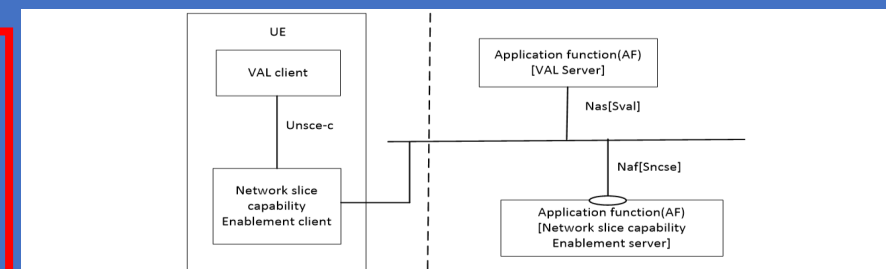 UE
VAL client
Unsce-c
Network slice
capability
Enablement client
Application function(AF)
[VAL Server]
Nas[Sval]
Naf[Sncse]
Application function(AF)
[Network slice capability
Enablement server]